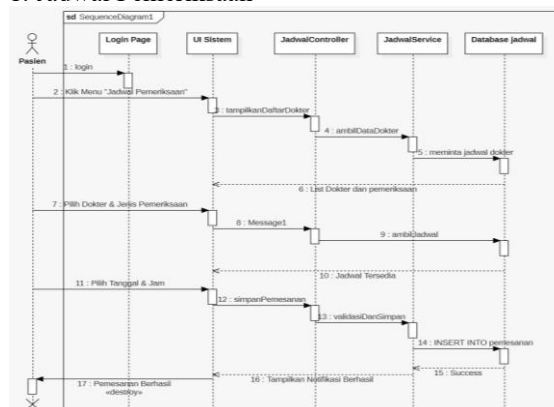 sd SequenceDiagram1
Login Page
UI Sistem
JadwalController
JadwalService
Database jadwal
Pasien
1 : login
2 : Klik Menu "Jadwal Pemeriksaan"
3 : tampilkanDaftarDokter
4 : ambilDataDokter
5 : meminta jadwal dokter
6 : List Dokter dan pemeriksaan
7 : Pilih Dokter & Jenis Pemeriksaan
8 : Message1
9 : ambilJadwal
10 : Jadwal Tersedia
11 : Pilih Tanggal & Jam
12 : simpanPemesanan
13 : validasiDanSimpan
14 : INSERT INTO pemesanan
15 : Success
16 : Tampilkan Notifikasi Berhasil
17 : Pemesanan Berhasil
«destroy»